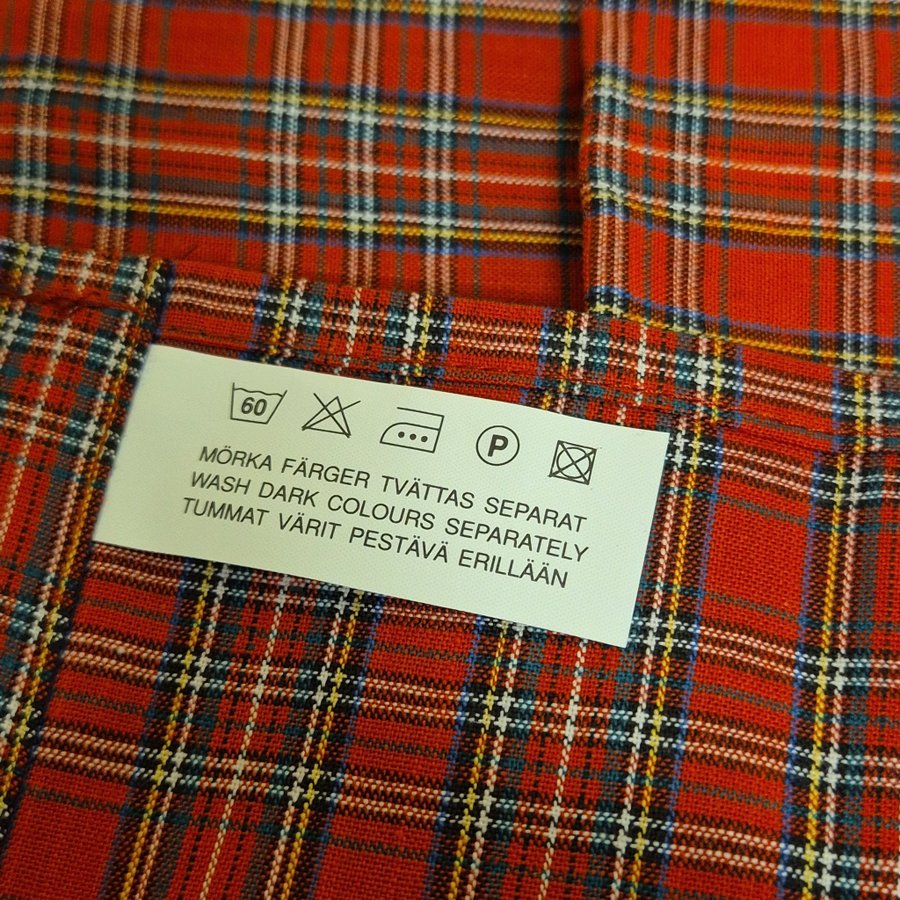 60 P
MÖRKA FÄRGER TVÄTTAS SEPARAT
WASH DARK COLOURS SEPARATELY
TUMMAT VÄRIT PESTÄVÄ ERILLÄÄN